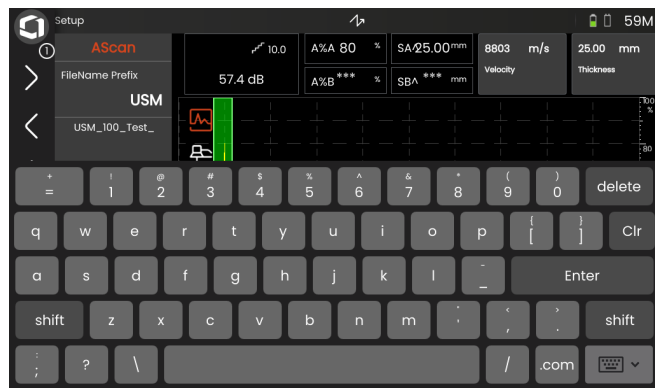 Setup
59M
1
AScan
10.0
A%A 80 %
SA 25.00 mm
8803 m/s
25.00 mm
FileName Prefix
57.4 dB
A%B *** %
SB^ *** mm
Velocity
Thickness
USM
USM_100_Test_
100
%
80
+ ! @ # $ % ^ & * ( )
= 1 2 3 4 5 6 7 8 9 0 delete
{ }
q w e r t y u i o p [ ] Clr
a s d f g h j k l - _ Enter
" < >
shift z x c v b n m ' , . shift
: ; ? \ / .com